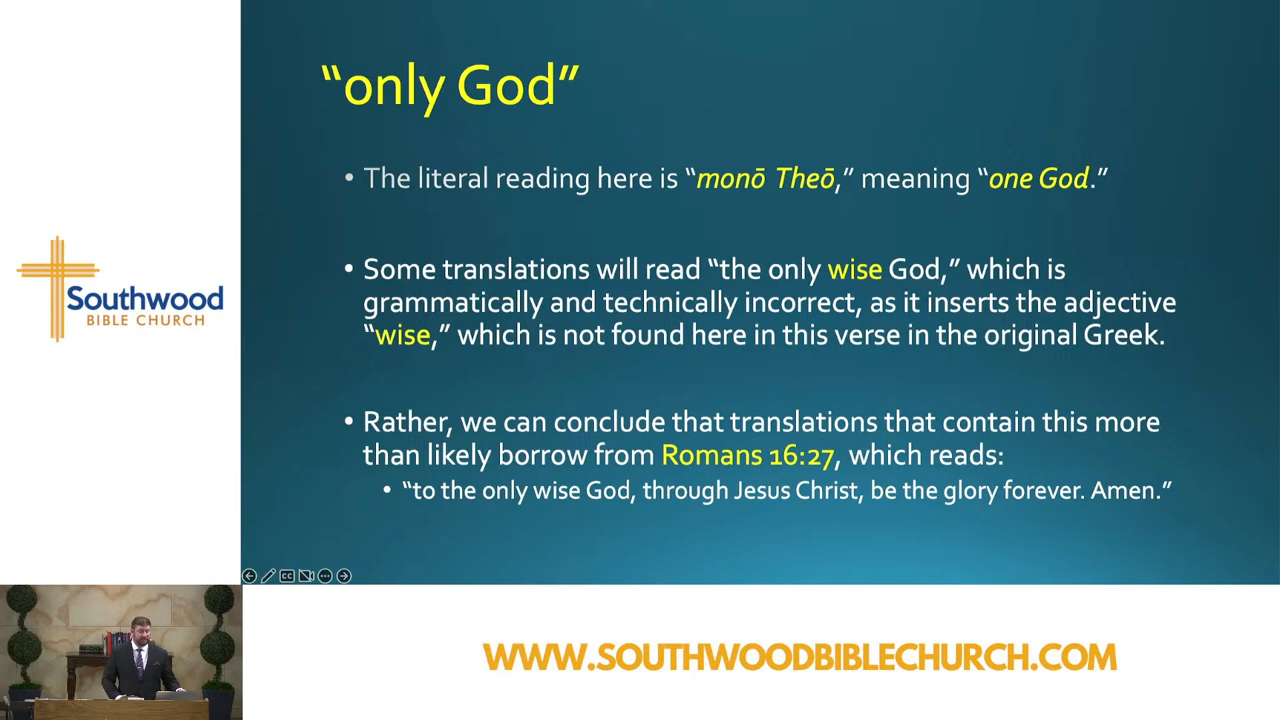 “only God”
• The literal reading here is “monō Theō,” meaning “one God.”
• Some translations will read “the only wise God,” which is
grammatically and technically incorrect, as it inserts the adjective
“wise,” which is not found here in this verse in the original Greek.
• Rather, we can conclude that translations that contain this more
than likely borrow from Romans 16:27, which reads:
• “to the only wise God, through Jesus Christ, be the glory forever. Amen.”
Southwood
BIBLE CHURCH
CC
WWW.SOUTHWOODBIBLECHURCH.COM